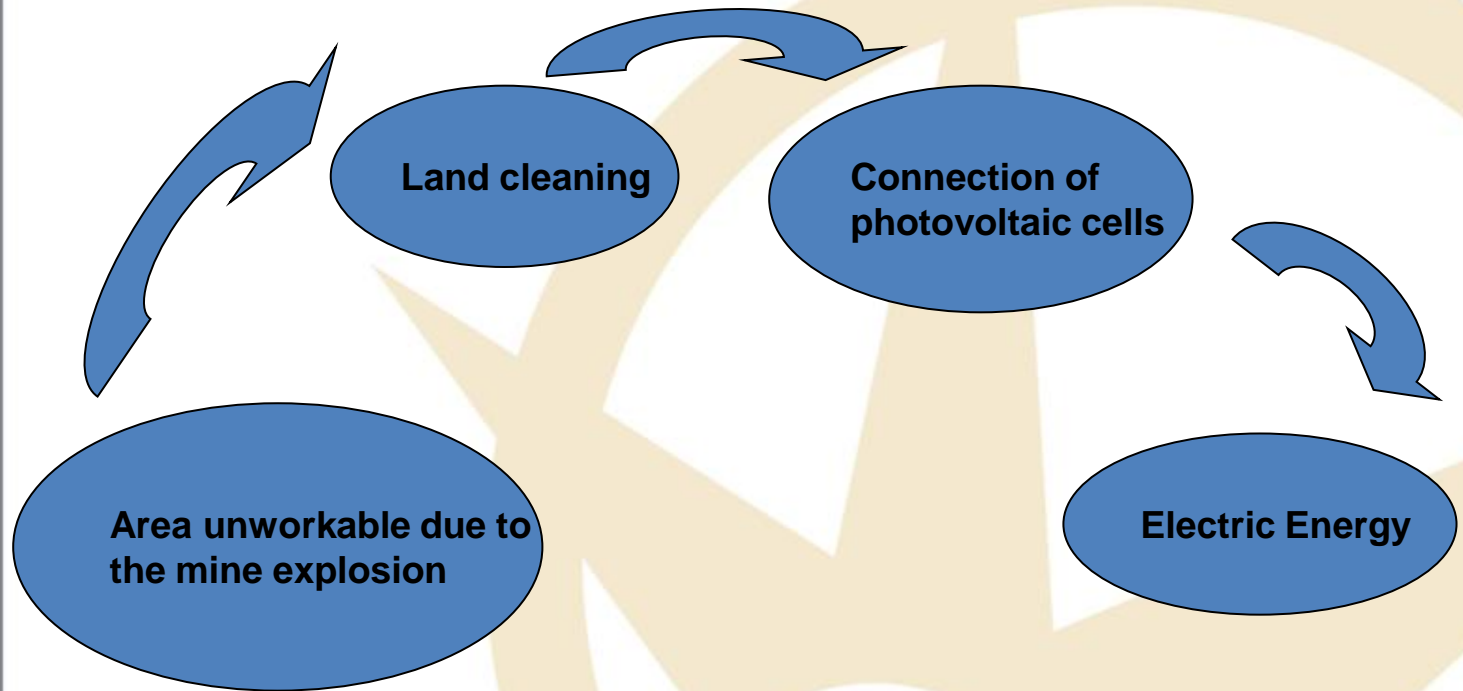 Land cleaning
Connection of
photovoltaic cells
Area unworkable due to
the mine explosion
Electric Energy